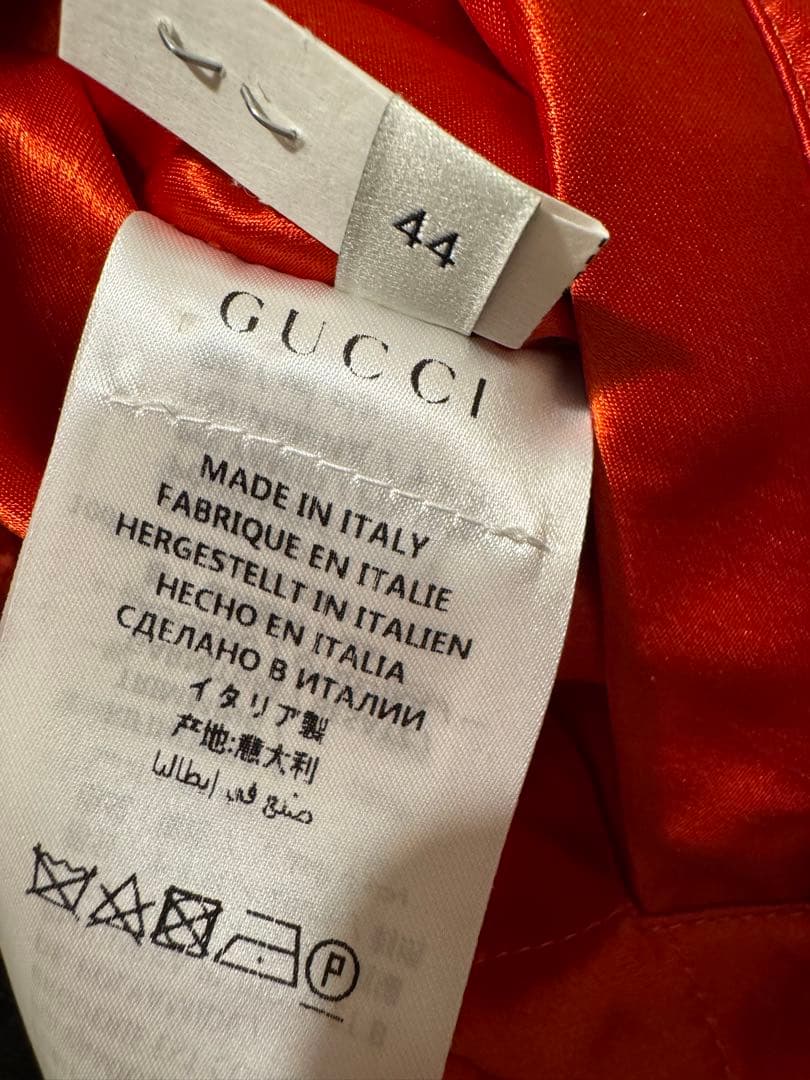 44
GUCCI
MADE IN ITALY
FABRIQUE EN ITALIE
HERGESTELLT IN ITALIEN
HECHO EN ITALIA
СДЕЛАНО В ИТАЛИИ
イタリア製
产地:意大利
صنع في إيطاليا
P